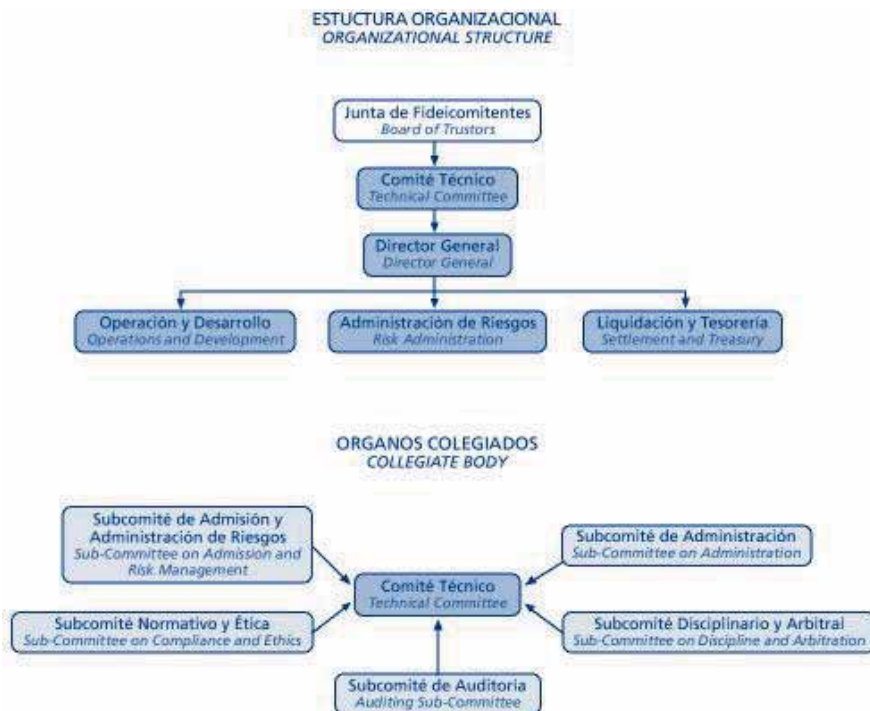 ESTUCTURA ORGANIZACIONAL
ORGANIZATIONAL STRUCTURE
Junta de Fideicomitentes
Board of Trustors
Comité Técnico
Technical Committee
Director General
Director General
Operación y Desarrollo
Operations and Development
Administración de Riesgos
Risk Administration
Liquidación y Tesorería
Settlement and Treasury
ORGANOS COLEGIADOS
COLLEGIATE BODY
Subcomité de Admisión y
Administración de Riesgos
Sub-Committee on Admission and
Risk Management
Subcomité de Administración
Sub-Committee on Administration
Comité Técnico
Technical Committee
Subcomité Normativo y Ética
Sub-Committee on Compliance and Ethics
Subcomité Disciplinario y Arbitral
Sub-Committee on Discipline and Arbitration
Subcomité de Auditoria
Auditing Sub-Committee